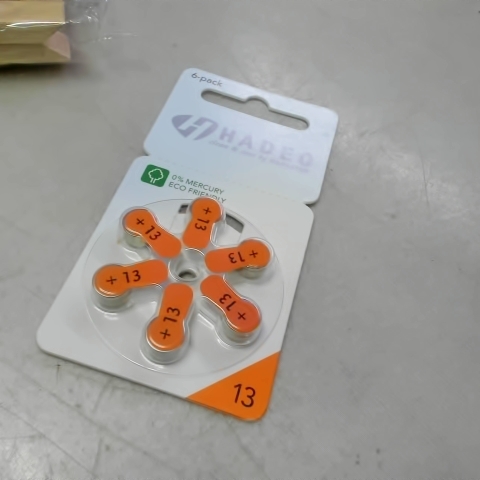 6-pack
HADEO
0% MERCURY
ECO FRIENDLY
+ 13
+ 13
+ 13
+ 13
+ 13
+ 13
13